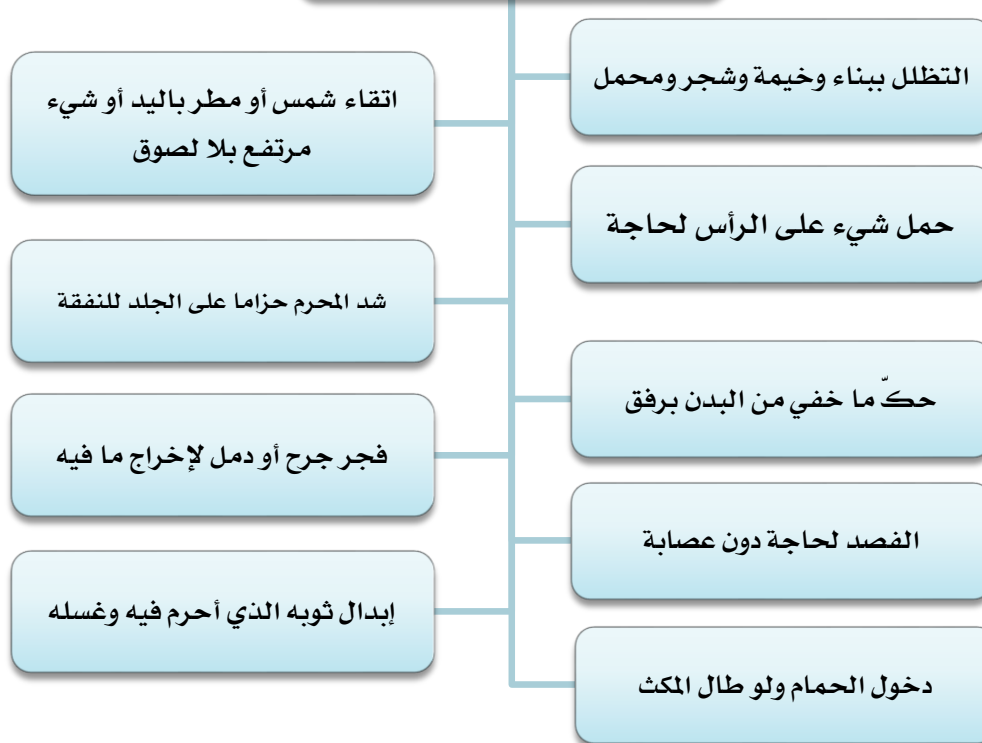 التظلل ببناء وخيمة وشجر ومحمل
اتقاء شمس أو مطر باليد أو شيء
مرتفع بلا لصوق
حمل شيء على الرأس لحاجة
شد المحرم حزاما على الجلد للنفقة
حكّ ما خفي من البدن برفق
فجر جرح أو دمل لإخراج ما فيه
الفصد لحاجة دون عصابة
إبدال ثوبه الذي أحرم فيه وغسله
دخول الحمام ولو طال المكث